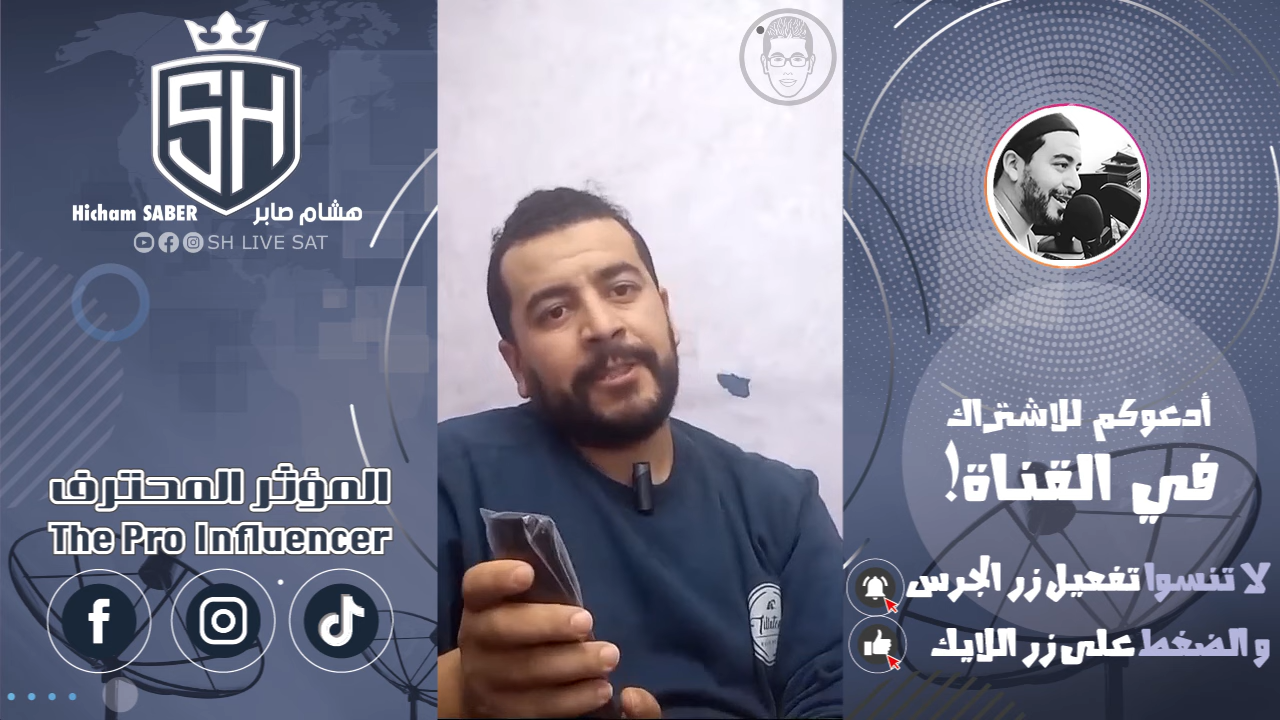 SH
Hicham SABER
هشام صابر
SH LIVE SAT
المؤثر المحترف
The Pro Influencer
أدعوكم للاشتراك
في القناة!
لا تنسوا تفعيل زر الجرس
و الضغط على زر اللايك